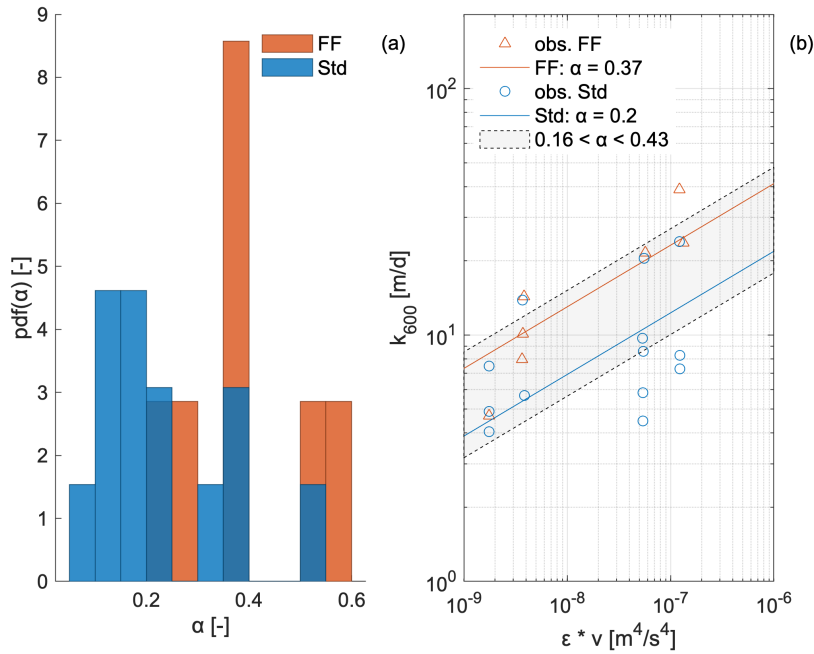 9
8
7
6
5
4
3
2
1
0
pdf(α) [-]
0.2
0.4
0.6
α [-]
FF
Std
(a)
(b)
obs. FF
FF: α = 0.37
obs. Std
Std: α = 0.2
0.16 < α < 0.43
10²
10¹
10⁰
k₆₀₀ [m/d]
10⁻⁹
10⁻⁸
10⁻⁷
10⁻⁶
ε * ν [m⁴/s⁴]